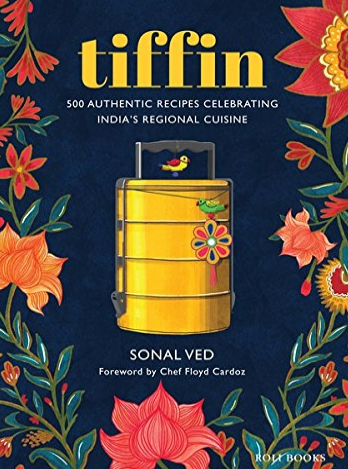 tiffin
500 AUTHENTIC RECIPES CELEBRATING
INDIA'S REGIONAL CUISINE
SONAL VED
Foreword by Chef Floyd Cardoz
ROLI BOOKS